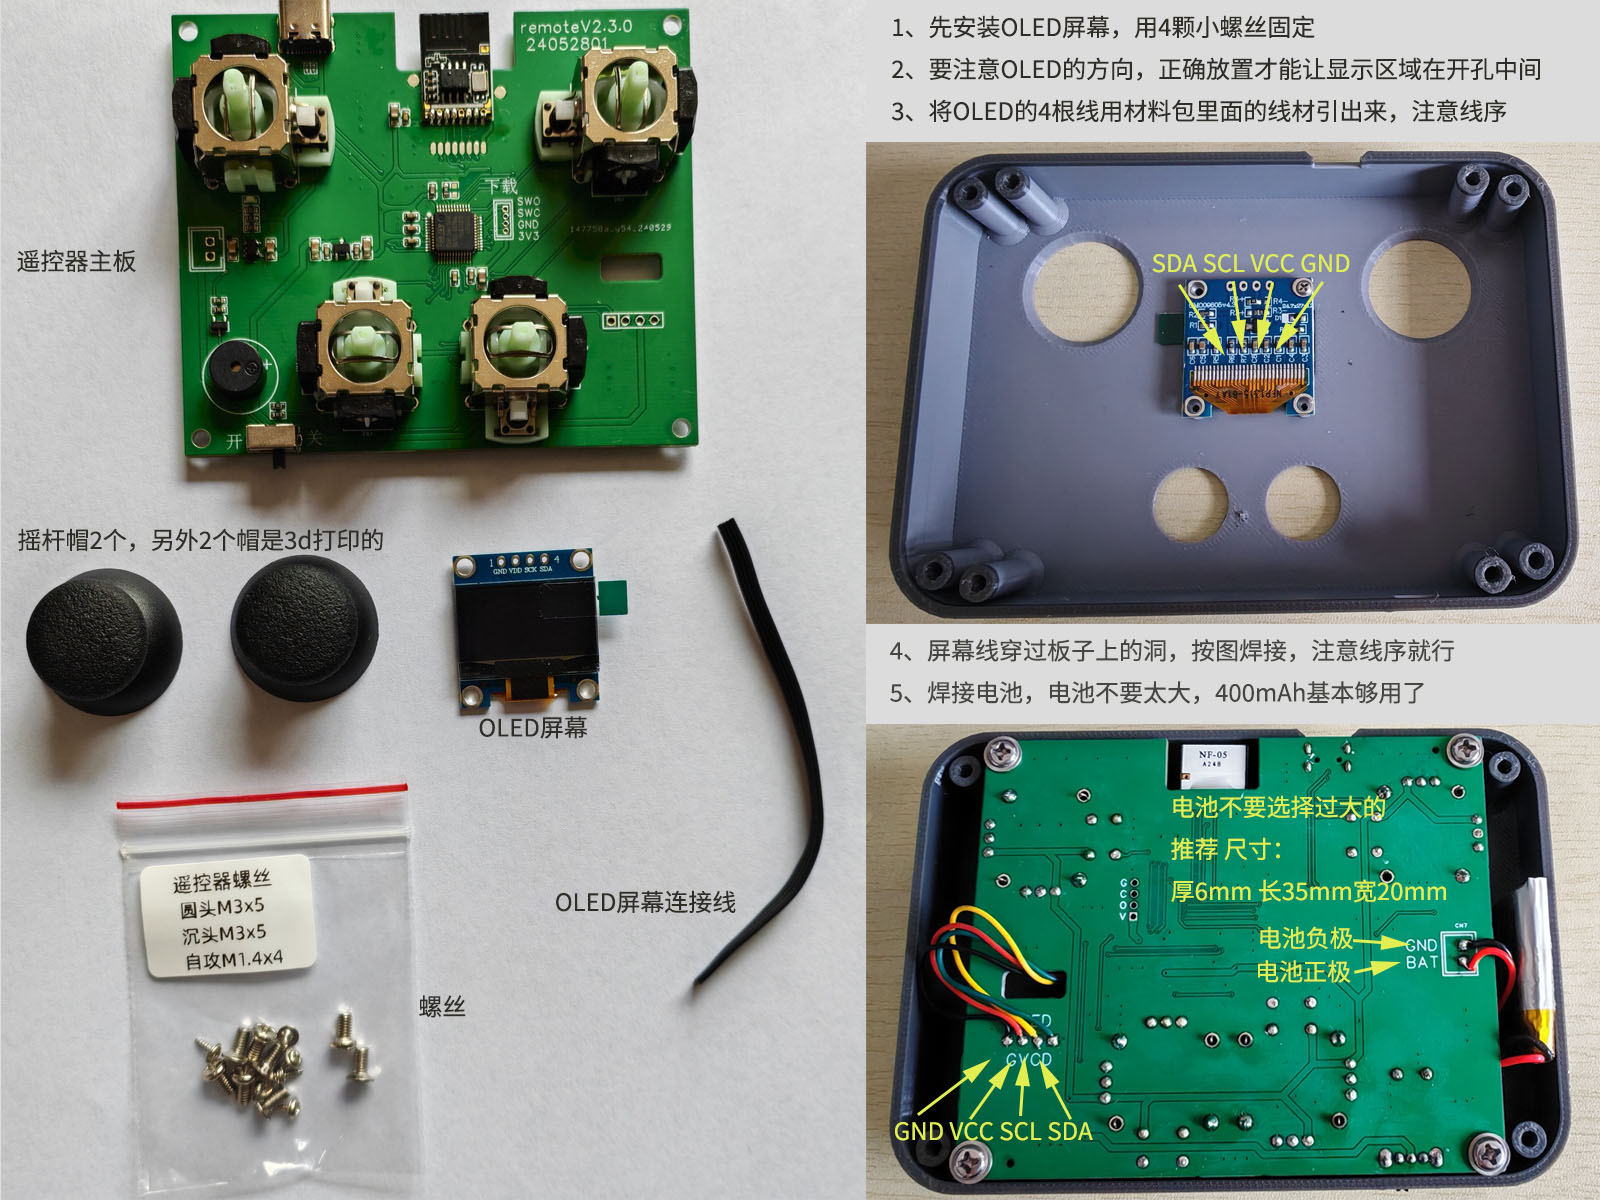 remoteV2.3.0
24052801
下载
SWO
SWC
GND
3V3
147758a_y54_240529
遥控器主板
开
关
摇杆帽2个，另外2个帽是3d打印的
1 4
GND VDD SCK SDA
OLED屏幕
OLED屏幕连接线
遥控器螺丝
圆头M3x5
沉头M3x5
自攻M1.4x4
螺丝
1、先安装OLED屏幕，用4颗小螺丝固定
2、要注意OLED的方向，正确放置才能让显示区域在开孔中间
3、将OLED的4根线用材料包里面的线材引出来，注意线序
SDA SCL VCC GND
4、屏幕线穿过板子上的洞，按图焊接，注意线序就行
5、焊接电池，电池不要太大，400mAh基本够用了
NF-05
A248
电池不要选择过大的
推荐 尺寸：
厚6mm 长35mm宽20mm
G
C
O
V
CN7
电池负极
GND
电池正极
BAT
GVCD
GND VCC SCL SDA